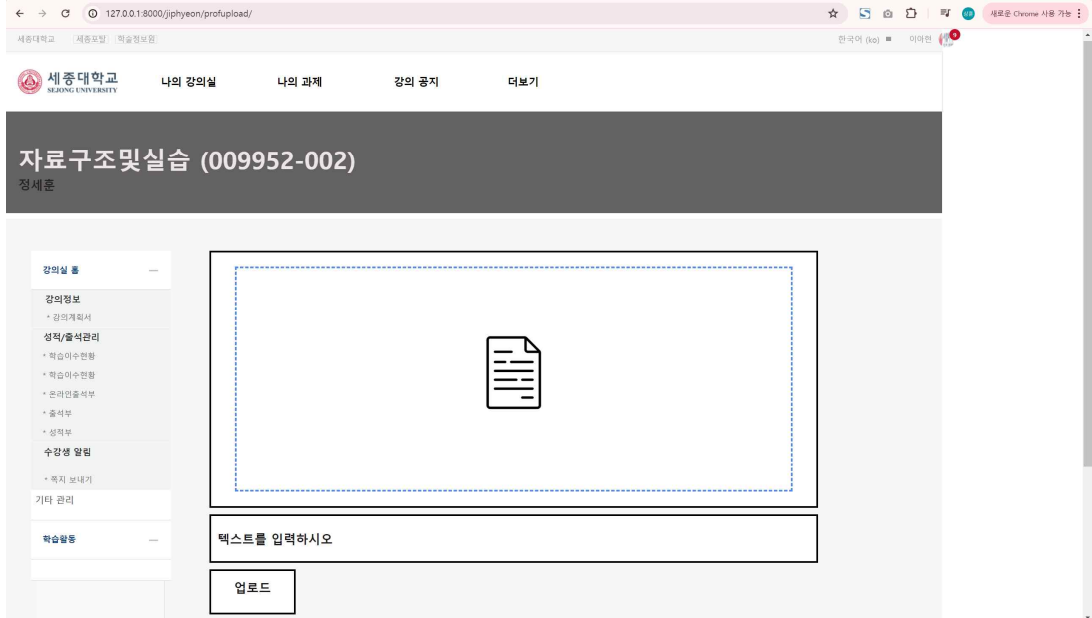 127.0.0.1:8000/jiphyeon/profupload/
새로운 Chrome 사용 가능
세종대학교 세종포탈 학술정보원
한국어 (ko) 이아현 9
세종대학교 나의 강의실 나의 과제 강의 공지 더보기
SEJONG UNIVERSITY
자료구조및실습 (009952-002)
정세훈
강의실 홈
강의정보
* 강의계획서
성적/출석관리
* 학습이수현황
* 학습이수현황
* 온라인출석부
* 출석부
* 성적부
수강생 알림
* 쪽지 보내기
기타 관리
학습활동
텍스트를 입력하시오
업로드